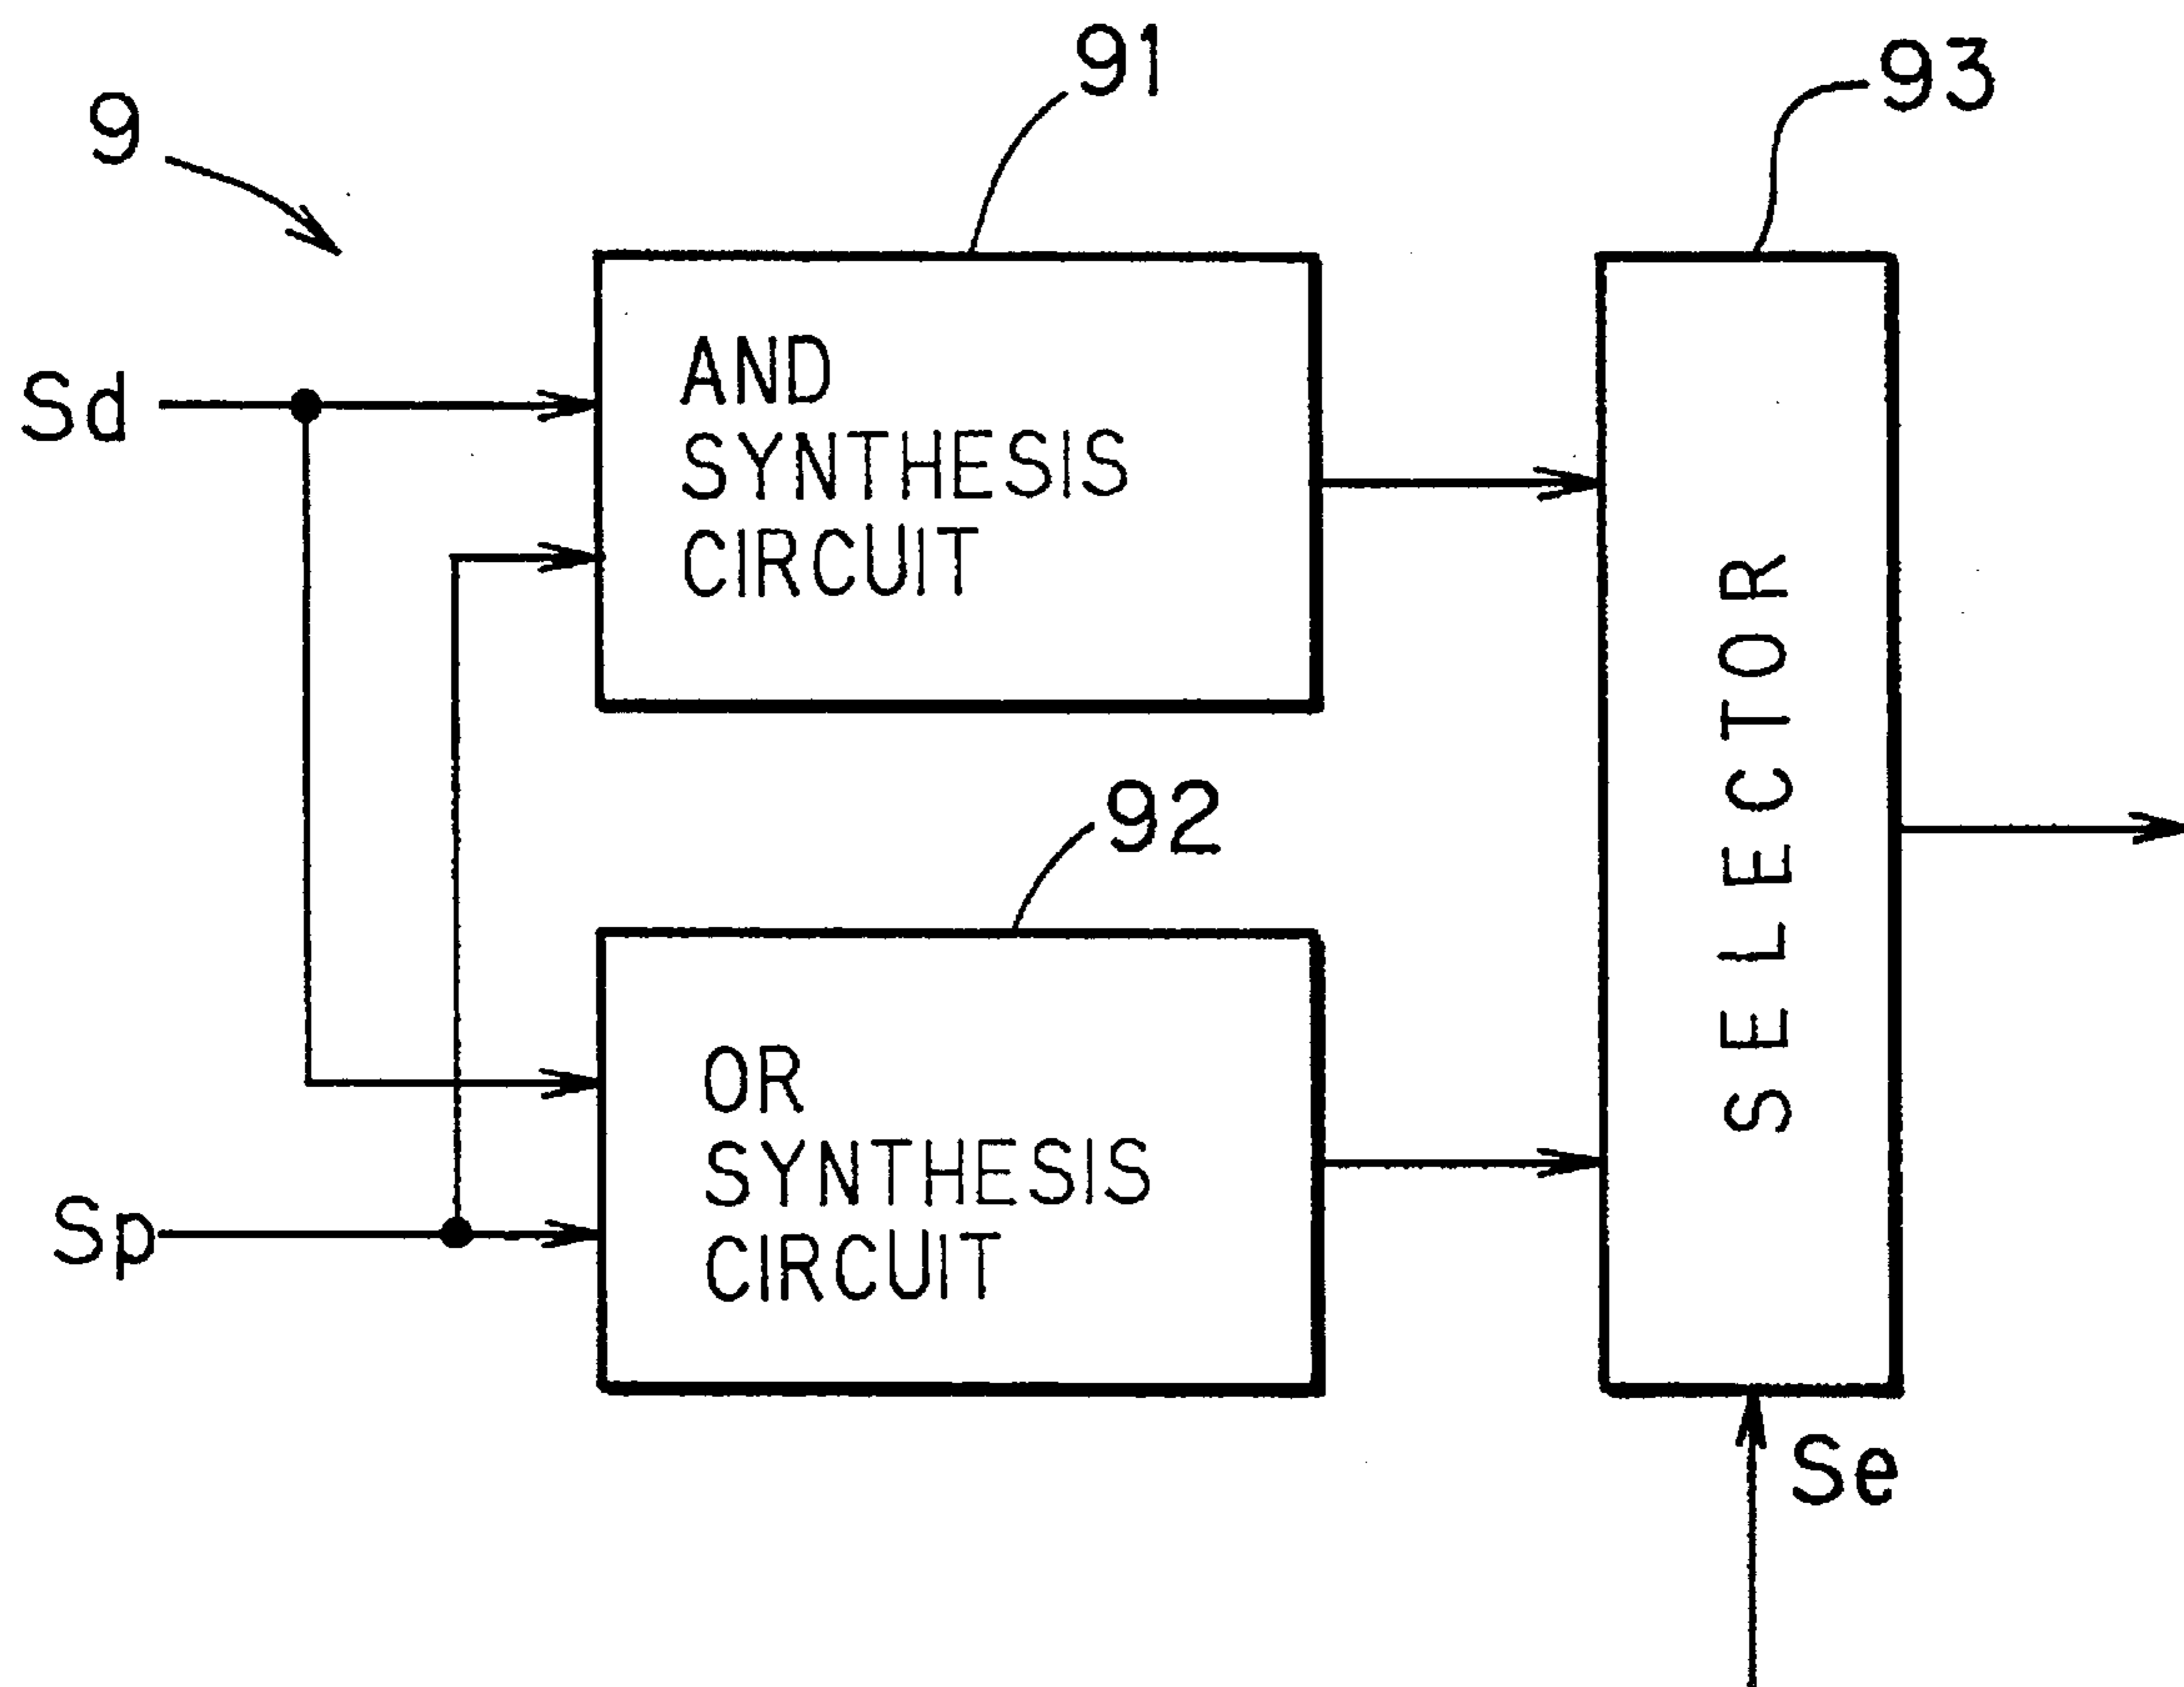 91
93
9
AND
SYNTHESIS
CIRCUIT
Sd
SELECTOR
92
OR
SYNTHESIS
CIRCUIT
Sp
Se